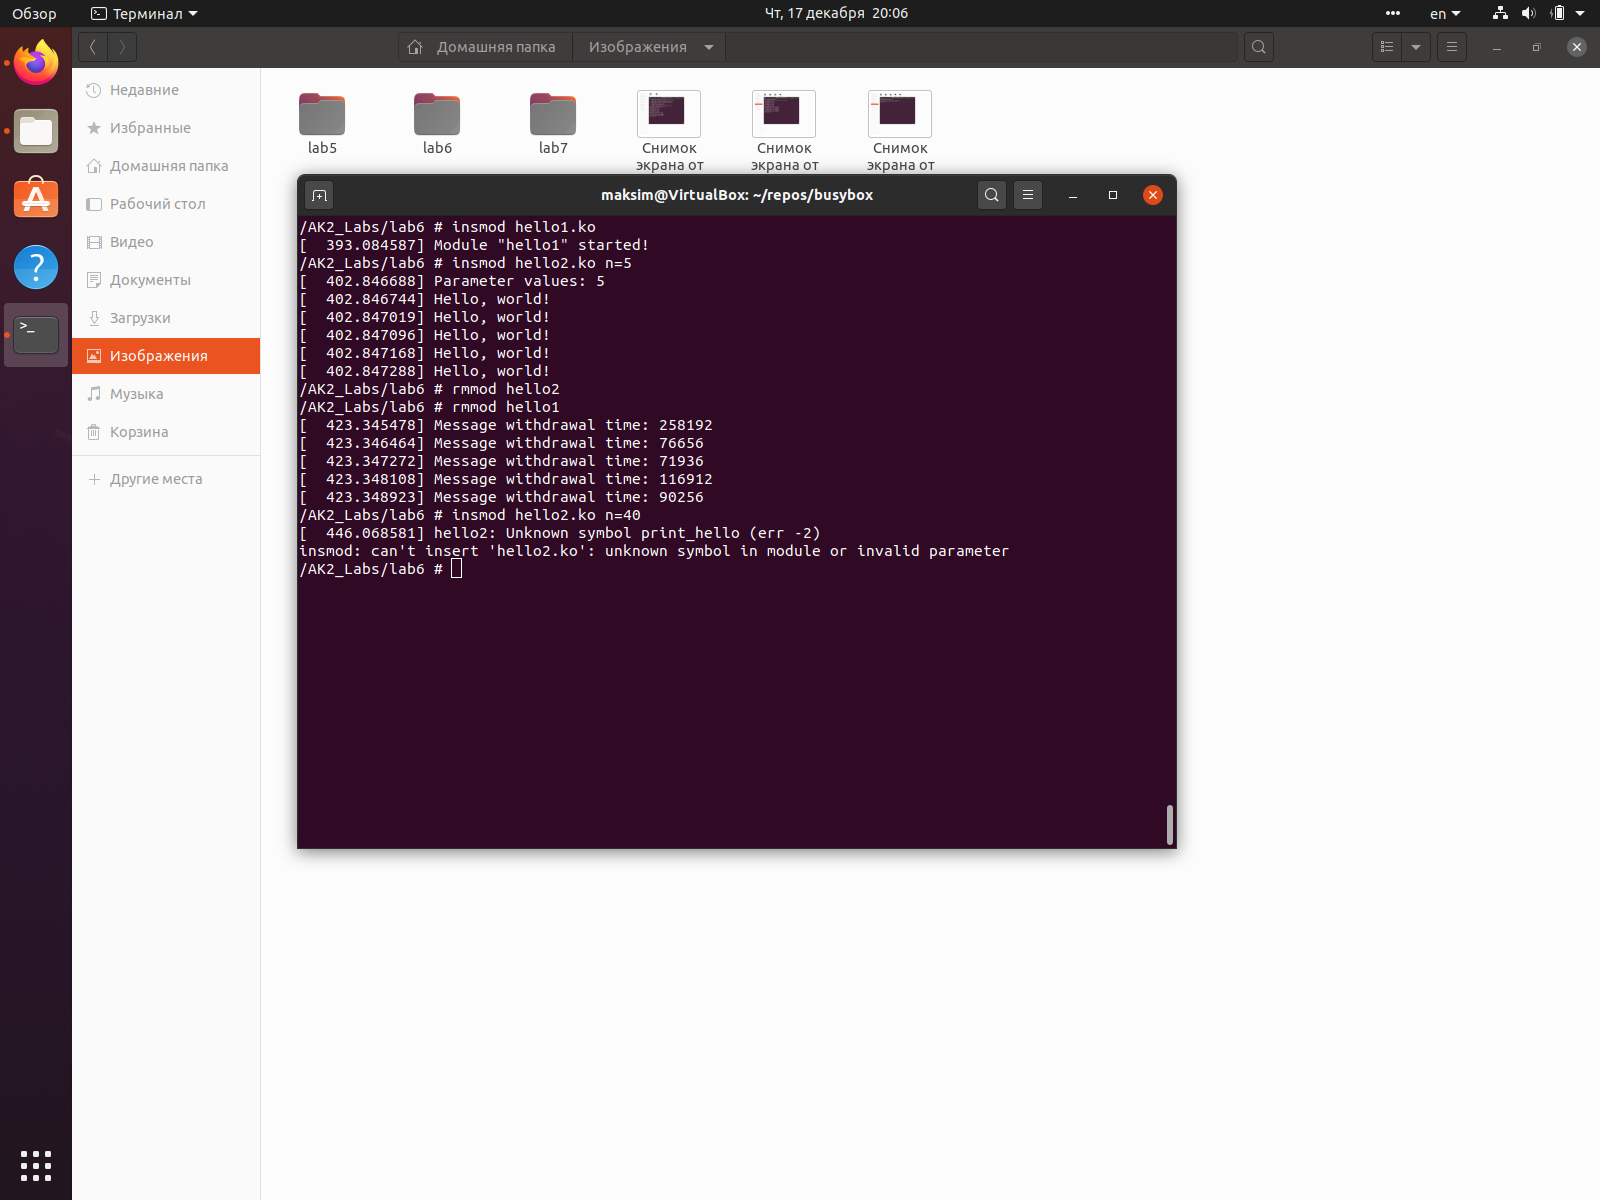 Обзор
Терминал
Чт, 17 декабря 20:06
en
Домашняя папка
Изображения
Недавние
Избранные
Домашняя папка
Рабочий стол
Видео
Документы
Загрузки
Изображения
Музыка
Корзина
Другие места
lab5
lab6
lab7
Снимок
экрана от
Снимок
экрана от
Снимок
экрана от
maksim@VirtualBox: ~/repos/busybox
/AK2_Labs/lab6 # insmod hello1.ko
[  393.084587] Module "hello1" started!
/AK2_Labs/lab6 # insmod hello2.ko n=5
[  402.846688] Parameter values: 5
[  402.846744] Hello, world!
[  402.847019] Hello, world!
[  402.847096] Hello, world!
[  402.847168] Hello, world!
[  402.847288] Hello, world!
/AK2_Labs/lab6 # rmmod hello2
/AK2_Labs/lab6 # rmmod hello1
[  423.345478] Message withdrawal time: 258192
[  423.346464] Message withdrawal time: 76656
[  423.347272] Message withdrawal time: 71936
[  423.348108] Message withdrawal time: 116912
[  423.348923] Message withdrawal time: 90256
/AK2_Labs/lab6 # insmod hello2.ko n=40
[  446.068581] hello2: Unknown symbol print_hello (err -2)
insmod: can't insert 'hello2.ko': unknown symbol in module or invalid parameter
/AK2_Labs/lab6 #